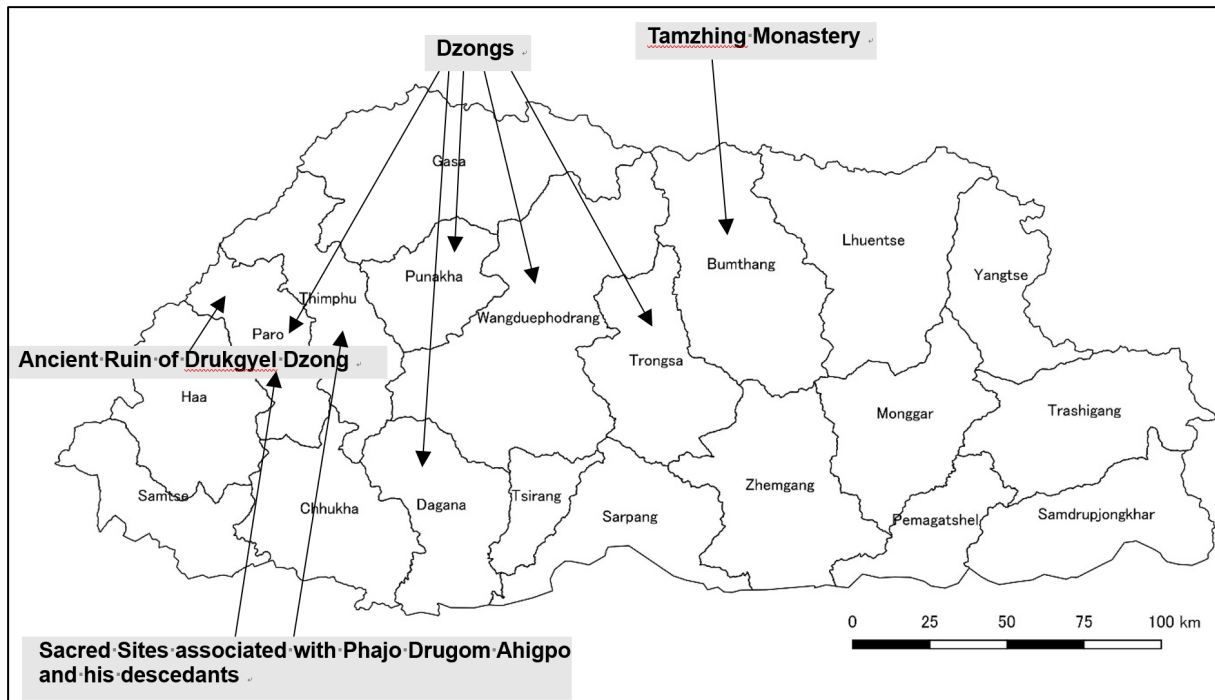 Dzongs
Tamzhing Monastery
Gasa
Lhuentse
Bumthang
Punakha
Yangtse
Thimphu
Wangduephodrang
Paro
Ancient Ruin of Drukgyel Dzong
Trongsa
Haa
Monggar
Trashigang
Samtse
Chhukha
Dagana
Tsirang
Sarpang
Zhemgang
Pemagatshel
Samdrupjongkhar
0 25 50 75 100 km
Sacred Sites associated with Phajo Drugom Ahigpo
and his descedants